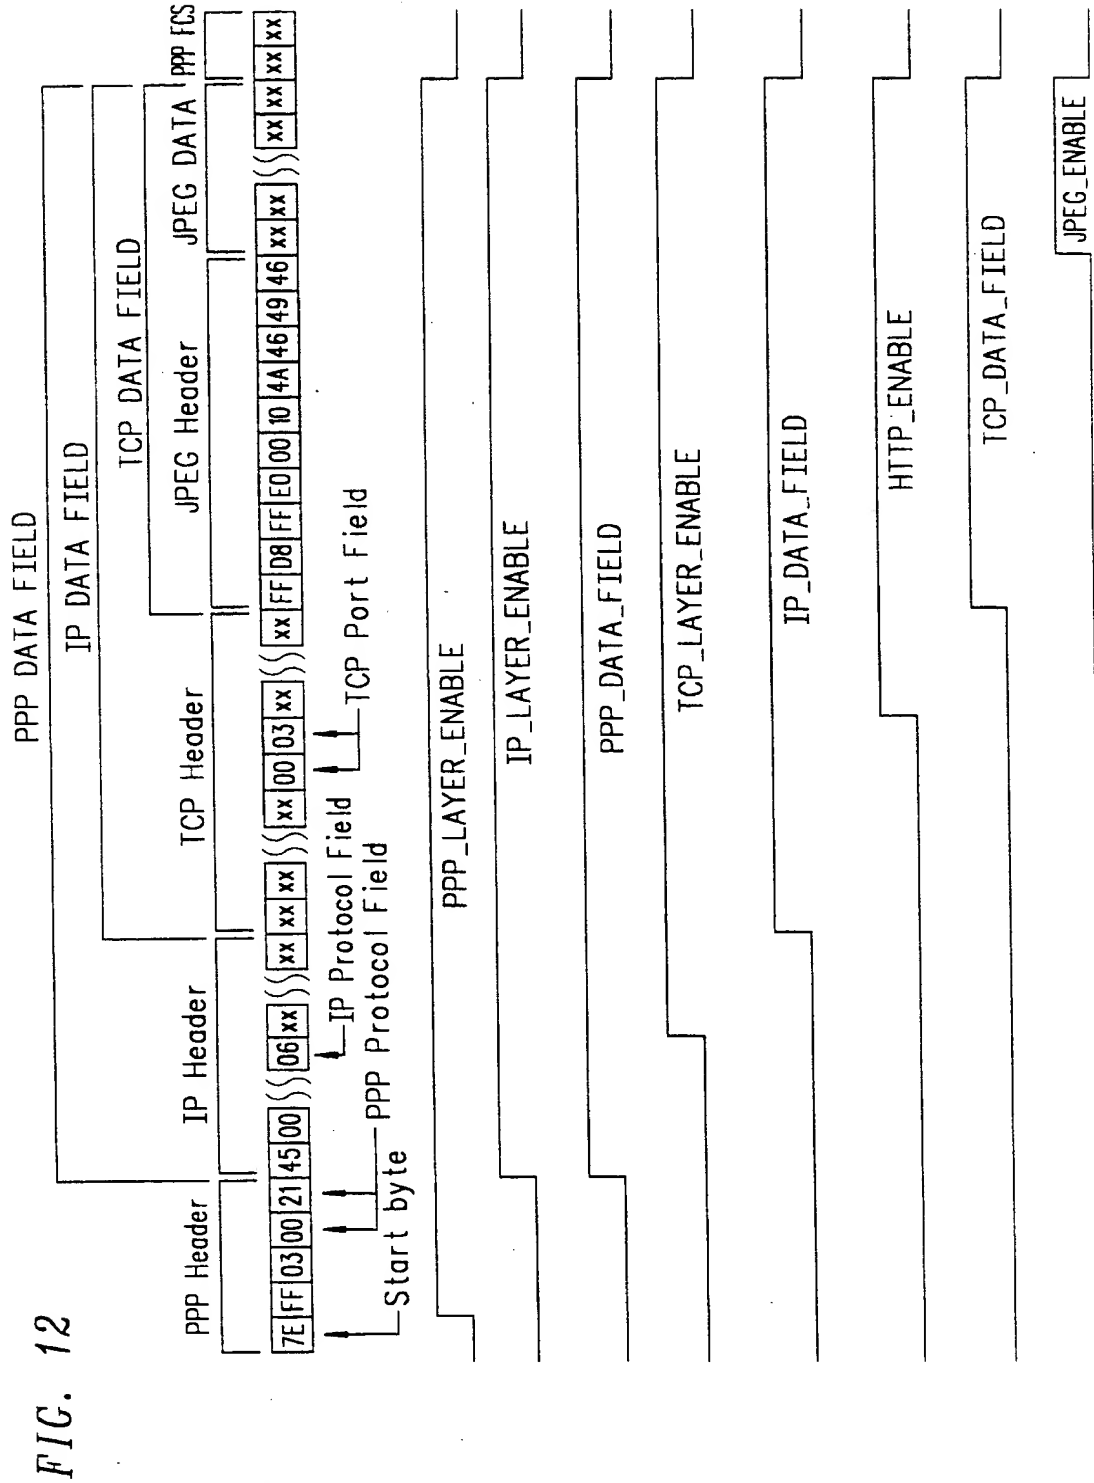 FIG. 12
PPP DATA FIELD
IP DATA FIELD
TCP DATA FIELD
PPP Header
IP Header
TCP Header
JPEG Header
JPEG DATA
PPP FCS
7E FF 03 00 21 45 00 06 xx xx xx xx xx 00 03 xx xx FF D8 FF E0 00 10 4A 46 49 46 xx xx xx xx xx xx xx
IP Protocol Field
TCP Port Field
PPP Protocol Field
Start byte
PPP_LAYER_ENABLE
IP_LAYER_ENABLE
PPP_DATA_FIELD
TCP_LAYER_ENABLE
IP_DATA_FIELD
HTTP_ENABLE
TCP_DATA_FIELD
JPEG_ENABLE